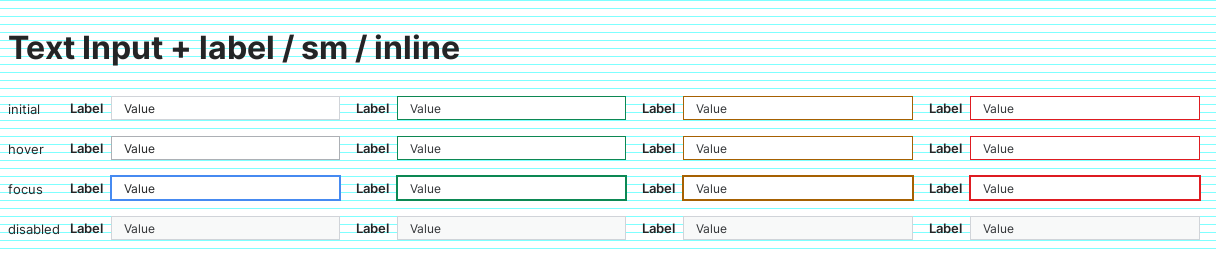 Text Input + label / sm / inline
initial Label Value Label Value Label Value Label Value
hover Label Value Label Value Label Value Label Value
focus Label Value Label Value Label Value Label Value
disabled Label Value Label Value Label Value Label Value